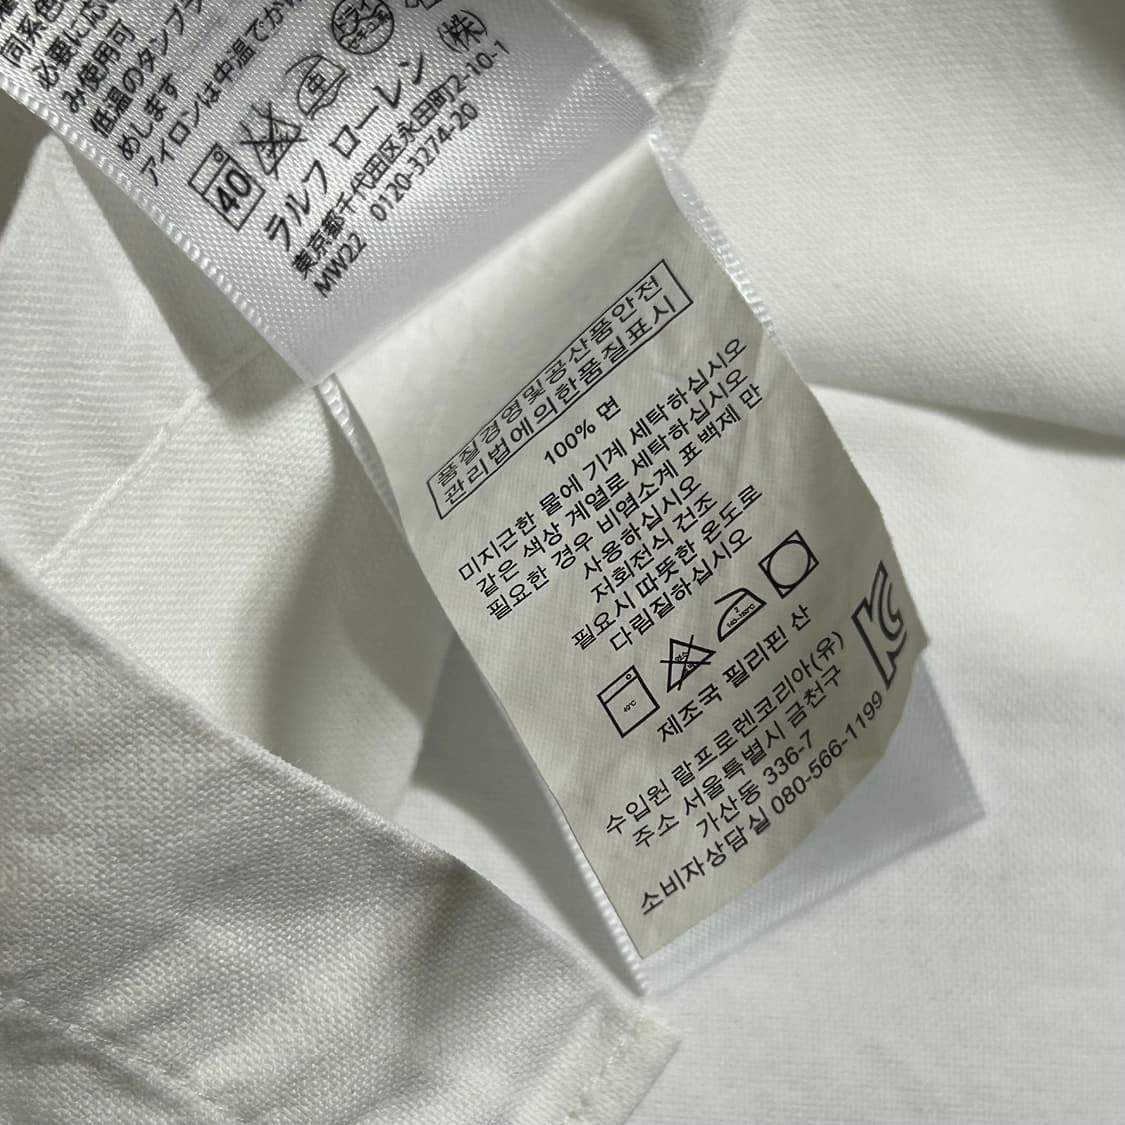 同系色
必要に応
み使用可
低温のタンブラ
めします
アイロンは中温でか
40
中
ドライ
ラルフ ローレン (株)
東京都千代田区永田町2-10-1
0120-3274-20
MW22
품질경영및공산품안전
관리법에의한품질표시
100% 면
미지근한 물에 기계 세탁하십시오
같은 색상 계열로 세탁하십시오
필요한 경우 비염소계 표백제 만
사용하십시오
저회전식 건조
필요시 따뜻한 온도로
다림질하십시오
40°C
2
140-160°C
제조국 필리핀 산
수입원 랄프로렌코리아(유)
주소 서울특별시 금천구
가산동 336-7
소비자상담실 080-566-1199